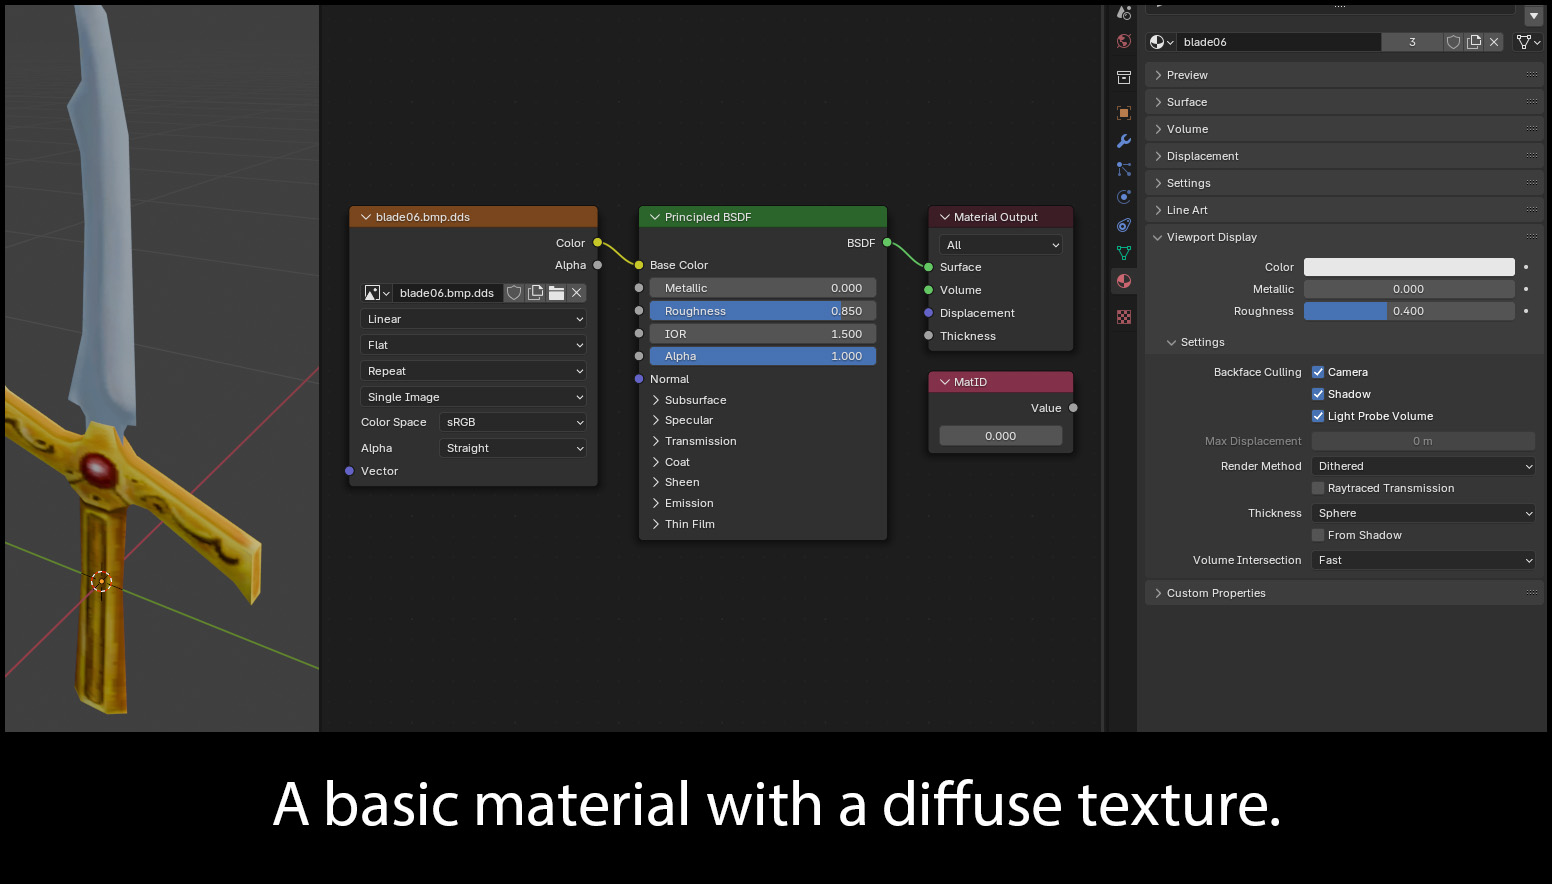 blade06.bmp.dds
Color
Alpha
blade06.bmp.dds
Linear
Flat
Repeat
Single Image
Color Space sRGB
Alpha Straight
Vector
Principled BSDF
BSDF
Base Color
Metallic 0.000
Roughness 0.850
IOR 1.500
Alpha 1.000
Normal
Subsurface
Specular
Transmission
Coat
Sheen
Emission
Thin Film
Material Output
All
Surface
Volume
Displacement
Thickness
MatID
Value
0.000
blade06 3
Preview
Surface
Volume
Displacement
Settings
Line Art
Viewport Display
Color
Metallic 0.000
Roughness 0.400
Settings
Backface Culling Camera
Shadow
Light Probe Volume
Max Displacement 0 m
Render Method Dithered
Raytraced Transmission
Thickness Sphere
From Shadow
Volume Intersection Fast
Custom Properties
A basic material with a diffuse texture.